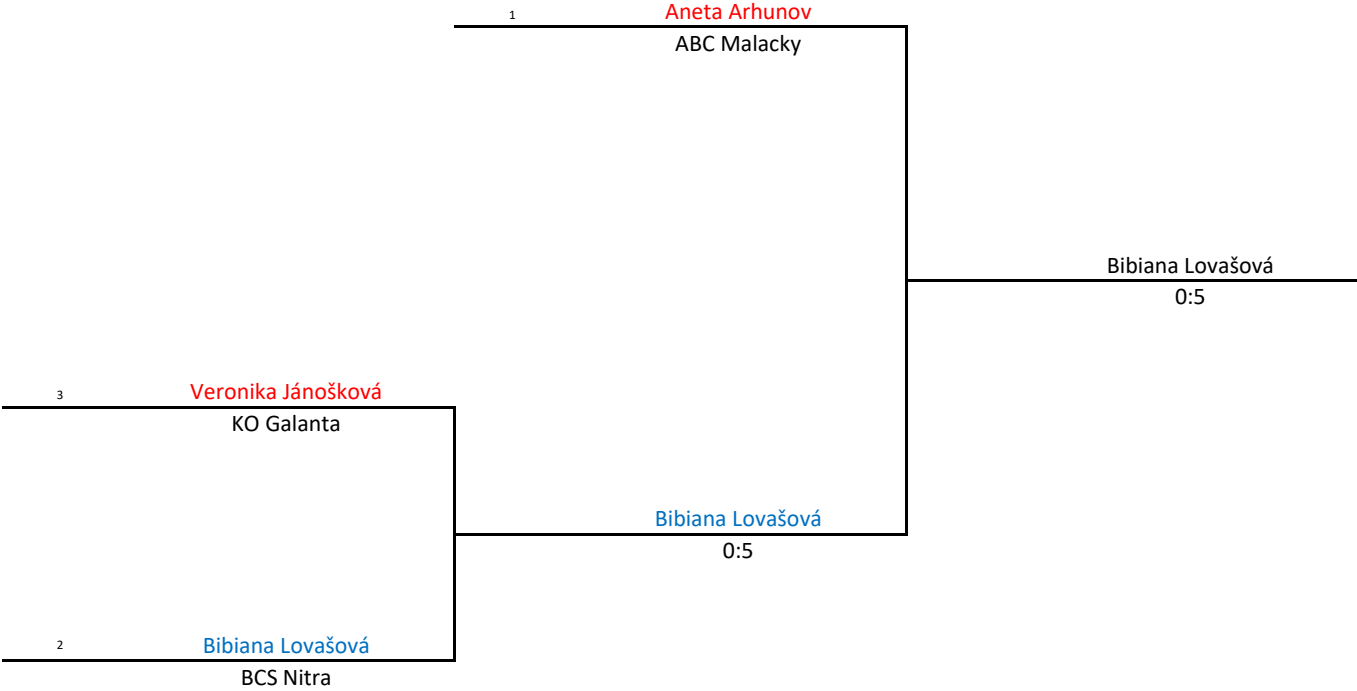 1 Aneta Arhunov
ABC Malacky
Bibiana Lovašová
0:5
3 Veronika Jánošková
KO Galanta
Bibiana Lovašová
0:5
2 Bibiana Lovašová
BCS Nitra